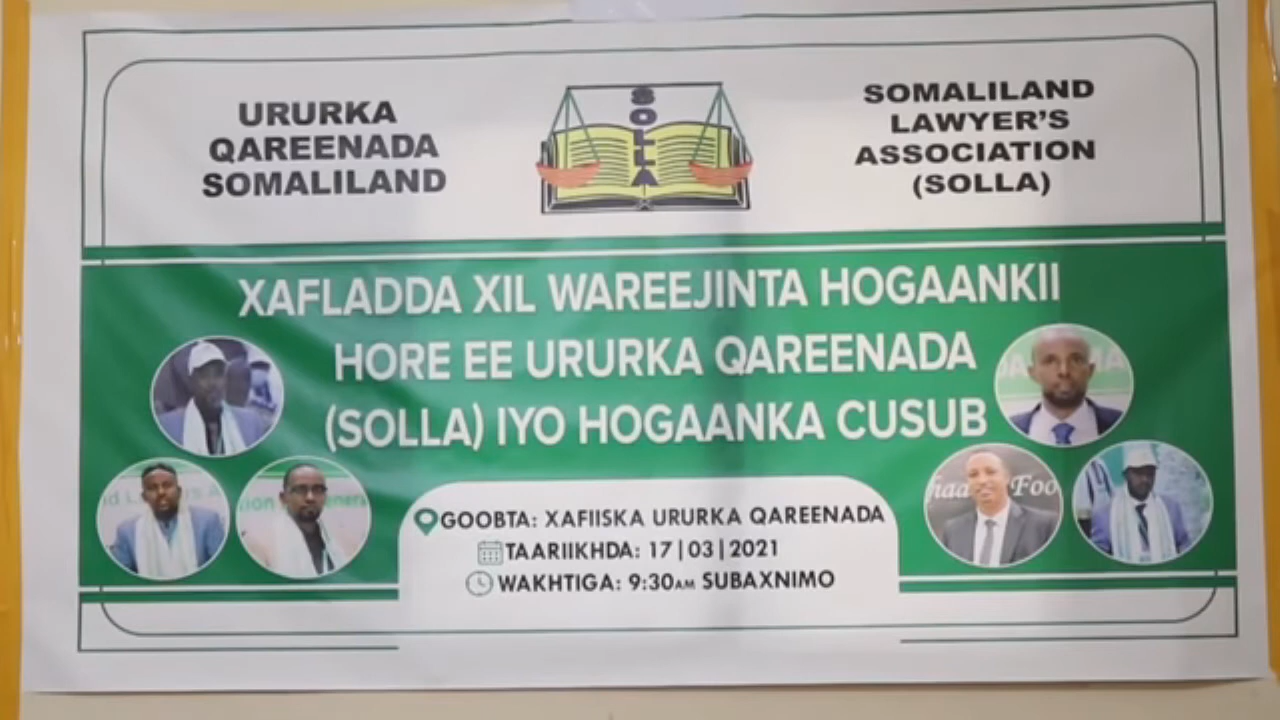 URURKA
QAREENADA
SOMALILAND
SOLLA
SOMALILAND
LAWYER'S
ASSOCIATION
(SOLLA)
XAFLADDA XIL WAREEJINTA HOGAANKII
HORE EE URURKA QAREENADA
(SOLLA) IYO HOGAANKA CUSUB
GOOBTA: XAFIISKA URURKA QAREENADA
TAARIIKHDA: 17|03|2021
WAKHTIGA: 9:30AM SUBAXNIMO